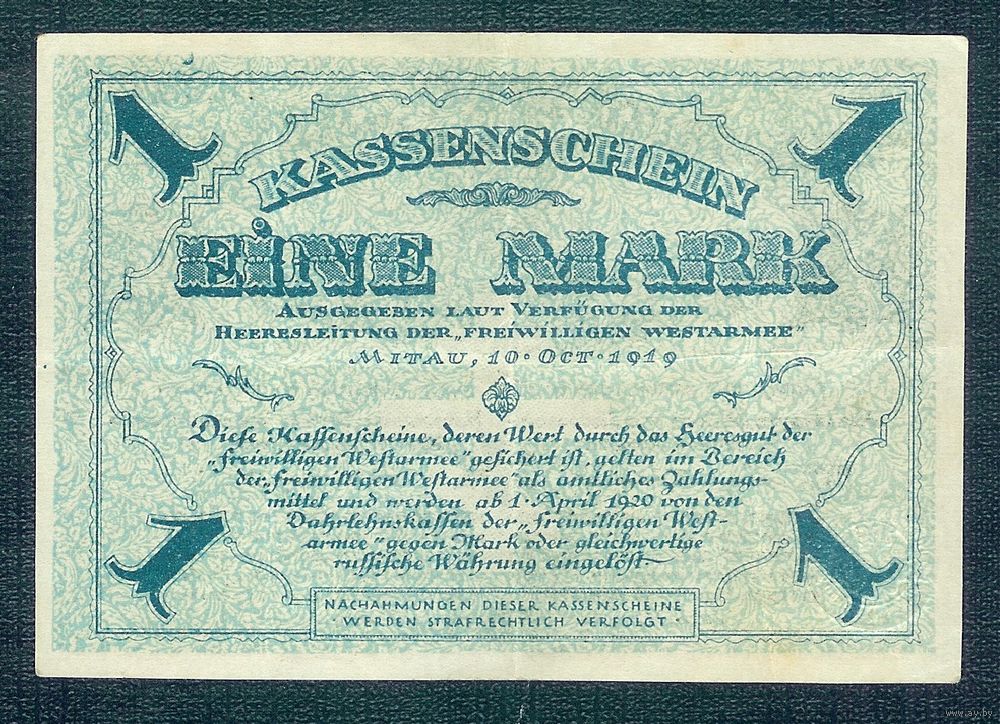 1 1
KASSENSCHEIN
EINE MARK
AUSGEGEBEN LAUT VERFÜGUNG DER
HEERESLEITUNG DER „FREIWILLIGEN WESTARMEE"
MITAU, 10 · OCT · 1919
Diese Kassenscheine, deren Wert durch das Heeresgut der
„Freiwilligen Westarmee" gesichert ist, gelten im Bereich
der „Freiwilligen Westarmee" als amtliches Zahlungs-
mittel und werden ab 1 · April 1920 von den
Darlehnskassen der „Freiwilligen West-
armee" gegen Mark oder gleichwertige
russische Währung eingelöst.
1 1
NACHAHMUNGEN DIESER KASSENSCHEINE
· WERDEN STRAFRECHTLICH VERFOLGT ·
www.ay.by